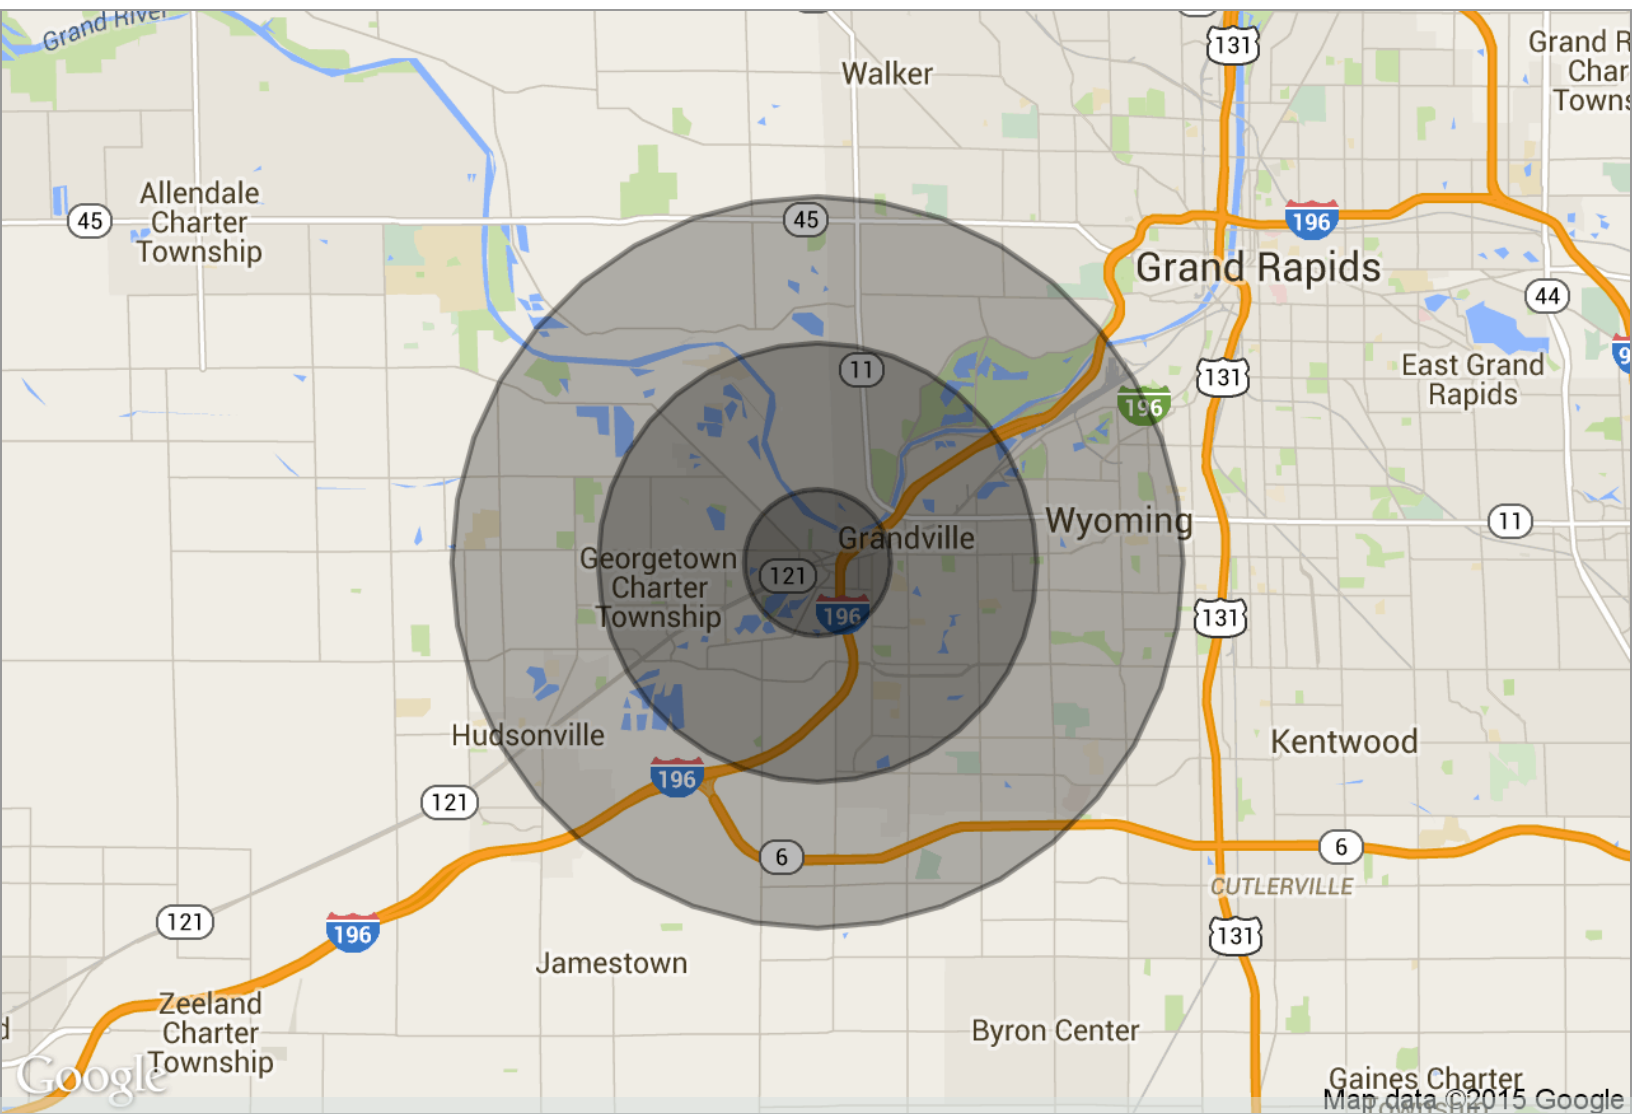 Grand River
131
Grand R
Char
Towns
Walker
Allendale
Charter
Township
45
45
196
Grand Rapids
44
9
11
131
East Grand
Rapids
196
Wyoming
11
Grandville
Georgetown
Charter
Township
121
196
131
Hudsonville
Kentwood
196
121
6
6
CUTLERVILLE
121
196
131
Jamestown
Zeeland
Charter
Township
d
Byron Center
Google
Gaines Charter
Township
Map data ©2015 Google